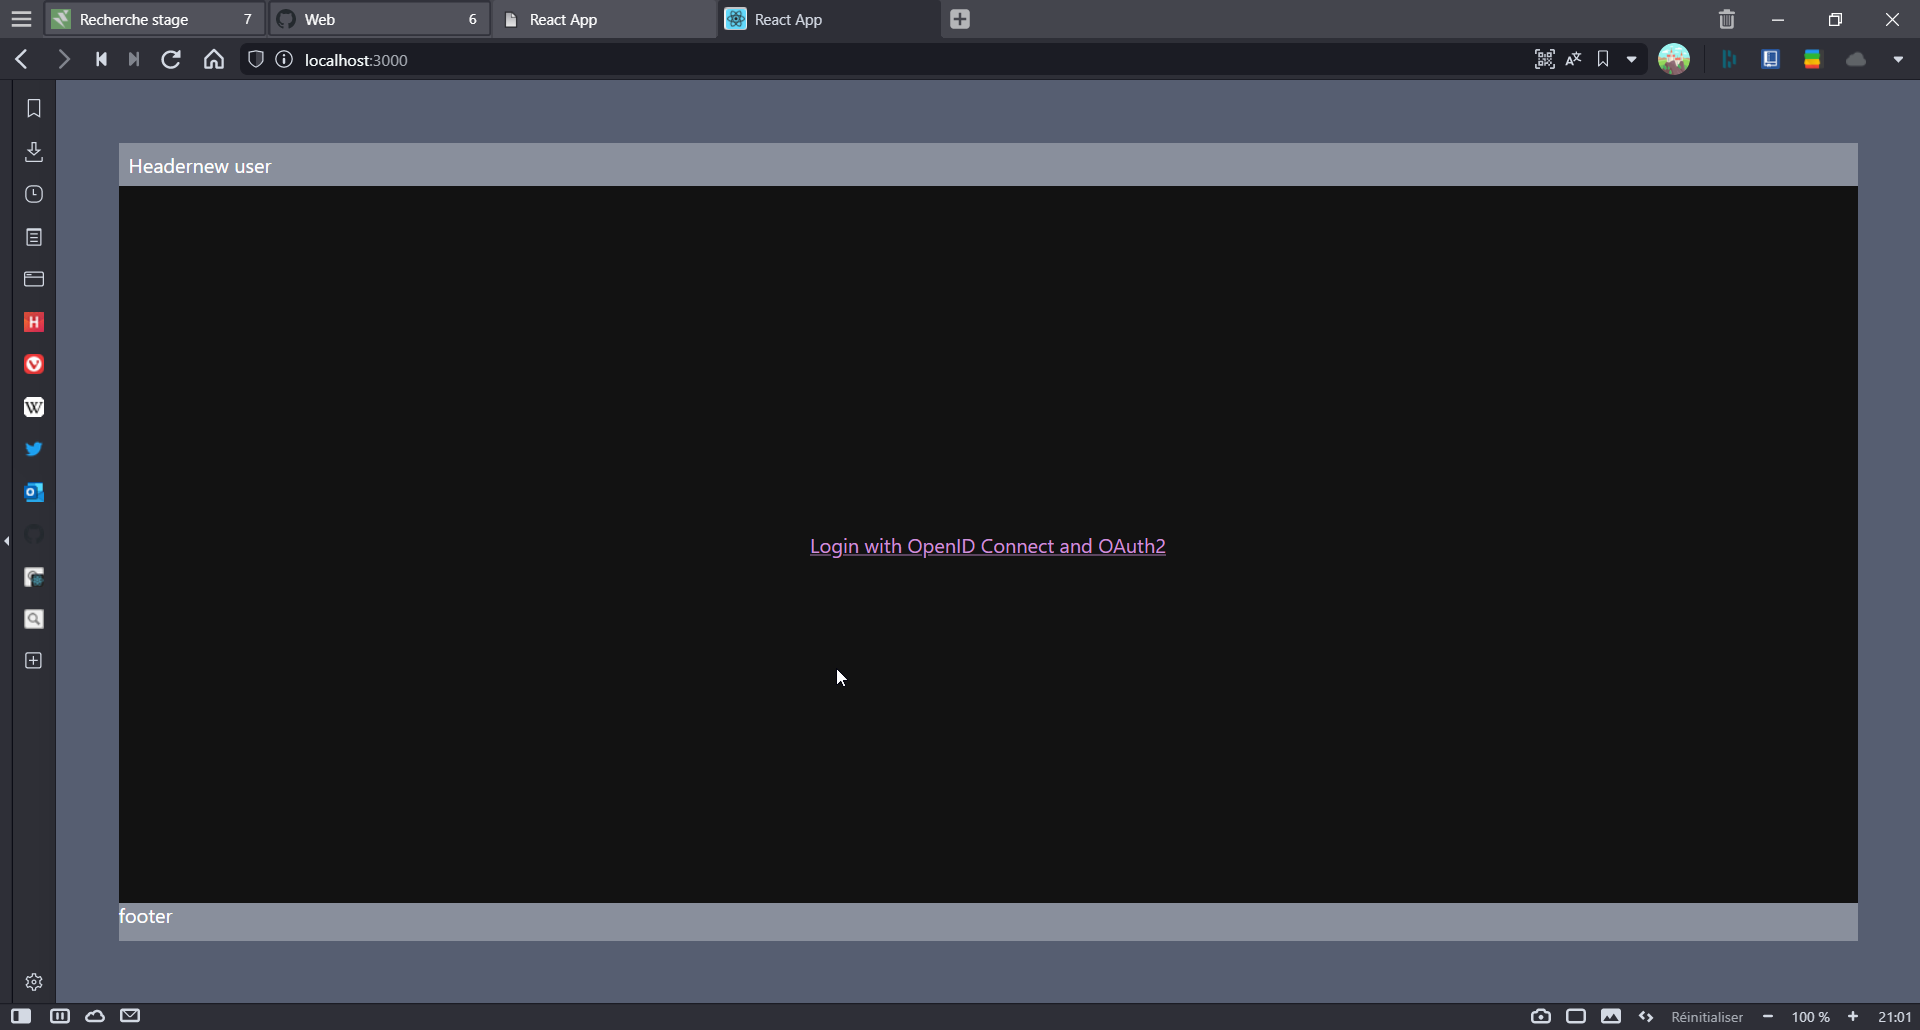 Recherche stage 7 Web 6 React App React App
localhost:3000
Headernew user
Login with OpenID Connect and OAuth2
footer
Réinitialiser 100 % 21:01